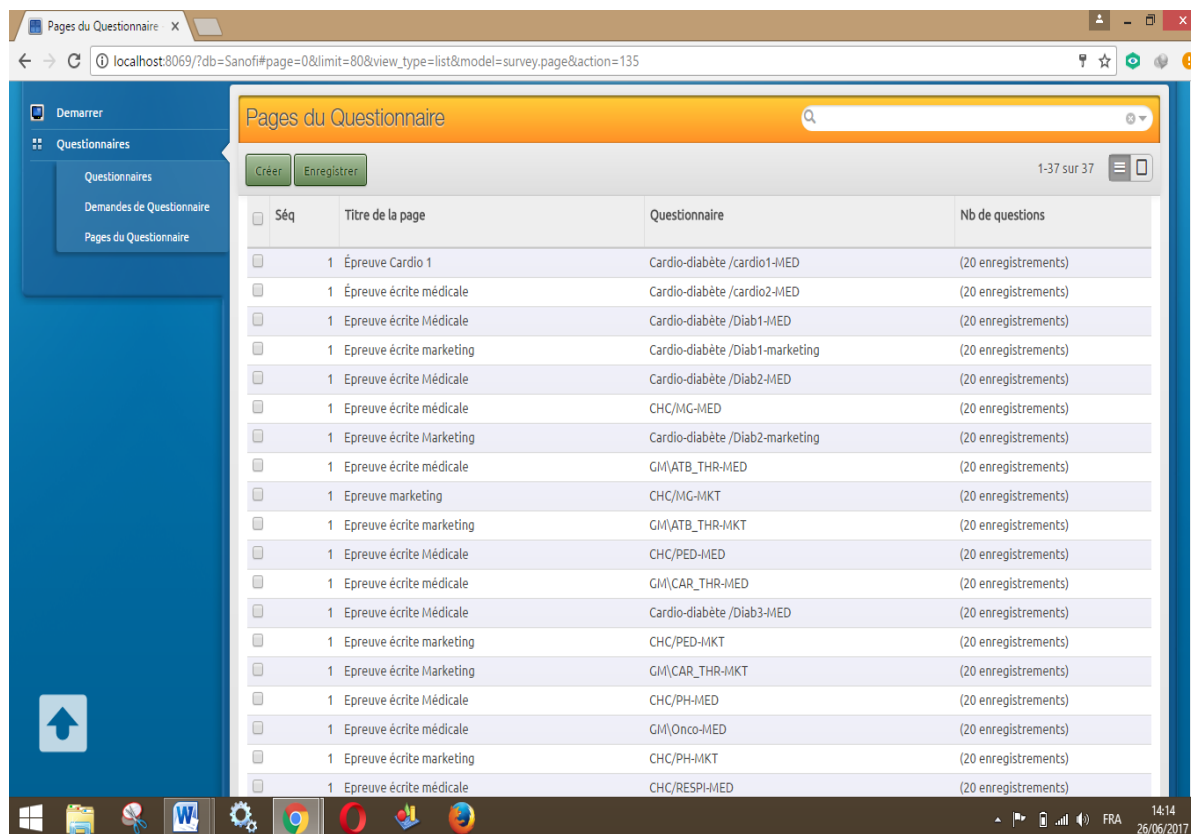 Pages du Questionnaire -
localhost:8069/?db=Sanofi#page=0&limit=80&view_type=list&model=survey.page&action=135
Demarrer
Questionnaires
Questionnaires
Demandes de Questionnaire
Pages du Questionnaire
Pages du Questionnaire
Créer Enregistrer 1-37 sur 37
Séq Titre de la page Questionnaire Nb de questions
1 Épreuve Cardio 1 Cardio-diabète /cardio1-MED (20 enregistrements)
1 Épreuve écrite médicale Cardio-diabète /cardio2-MED (20 enregistrements)
1 Epreuve écrite Médicale Cardio-diabète /Diab1-MED (20 enregistrements)
1 Epreuve écrite marketing Cardio-diabète /Diab1-marketing (20 enregistrements)
1 Epreuve écrite Médicale Cardio-diabète /Diab2-MED (20 enregistrements)
1 Epreuve écrite médicale CHC/MG-MED (20 enregistrements)
1 Epreuve écrite Marketing Cardio-diabète /Diab2-marketing (20 enregistrements)
1 Epreuve écrite médicale GM\ATB_THR-MED (20 enregistrements)
1 Epreuve marketing CHC/MG-MKT (20 enregistrements)
1 Epreuve écrite marketing GM\ATB_THR-MKT (20 enregistrements)
1 Epreuve écrite Médicale CHC/PED-MED (20 enregistrements)
1 Epreuve écrite médicale GM\CAR_THR-MED (20 enregistrements)
1 Epreuve écrite Médicale Cardio-diabète /Diab3-MED (20 enregistrements)
1 Epreuve écrite marketing CHC/PED-MKT (20 enregistrements)
1 Epreuve écrite Marketing GM\CAR_THR-MKT (20 enregistrements)
1 Epreuve écrite Médicale CHC/PH-MED (20 enregistrements)
1 Epreuve écrite médicale GM\Onco-MED (20 enregistrements)
1 Epreuve écrite marketing CHC/PH-MKT (20 enregistrements)
1 Epreuve écrite médicale CHC/RESPI-MED (20 enregistrements)
FRA 14:14
26/06/2017